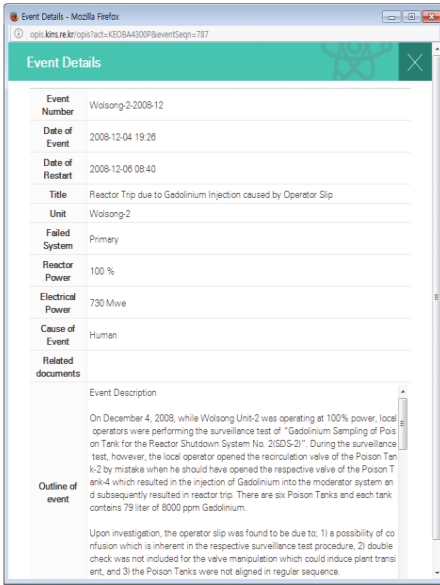 Event Details - Mozilla Firefox
opis.kins.re.kr/opis?act=KEOBA4300P&eventSeqn=787
Event Details
Event
Number
Wolsong-2-2008-12
Date of
Event
2008-12-04 19:26
Date of
Restart
2008-12-06 08:40
Title
Reactor Trip due to Gadolinium Injection caused by Operator Slip
Unit
Wolsong-2
Failed
System
Primary
Reactor
Power
100 %
Electrical
Power
730 Mwe
Cause of
Event
Human
Related
documents
Outline of
event
Event Description
On December 4, 2008, while Wolsong Unit-2 was operating at 100% power, local
operators were performing the surveillance test of "Gadolinium Sampling of Pois
on Tank for the Reactor Shutdown System No. 2(SDS-2)". During the surveillance
test, however, the local operator opened the recirculation valve of the Poison Tan
k-2 by mistake when he should have opened the respective valve of the Poison T
ank-4 which resulted in the injection of Gadolinium into the moderator system an
d subsequently resulted in reactor trip. There are six Poison Tanks and each tank
contains 79 liter of 8000 ppm Gadolinium.
Upon investigation, the operator slip was found to be due to; 1) a possibility of co
nfusion which is inherent in the respective surveillance test procedure, 2) double
check was not included for the valve manipulation which could induce plant transi
ent, and 3) the Poison Tanks were not aligned in regular sequence.